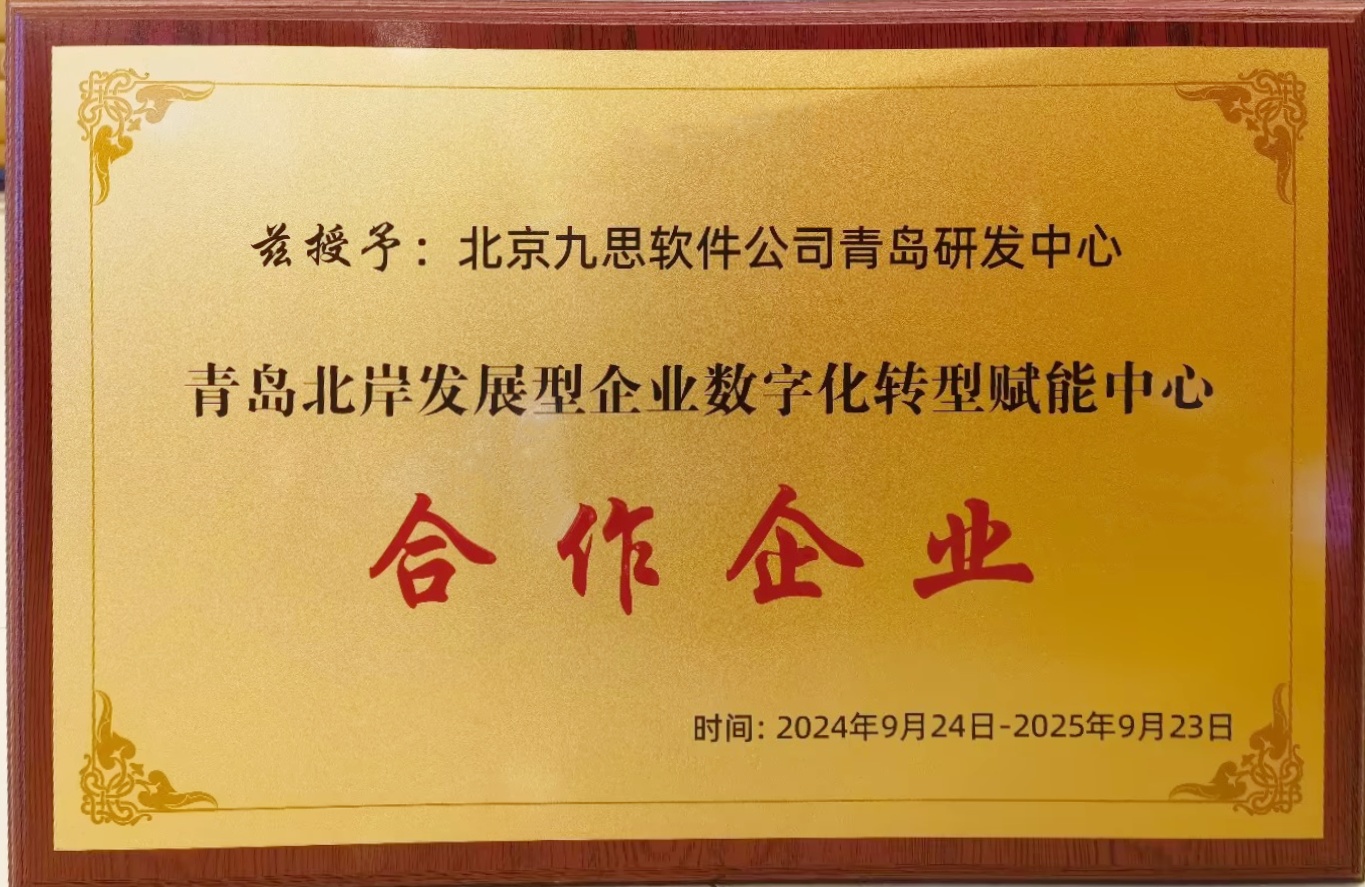 兹授予：北京九思软件公司青岛研发中心
青岛北岸发展型企业数字化转型赋能中心
合作企业
时间：2024年9月24日-2025年9月23日